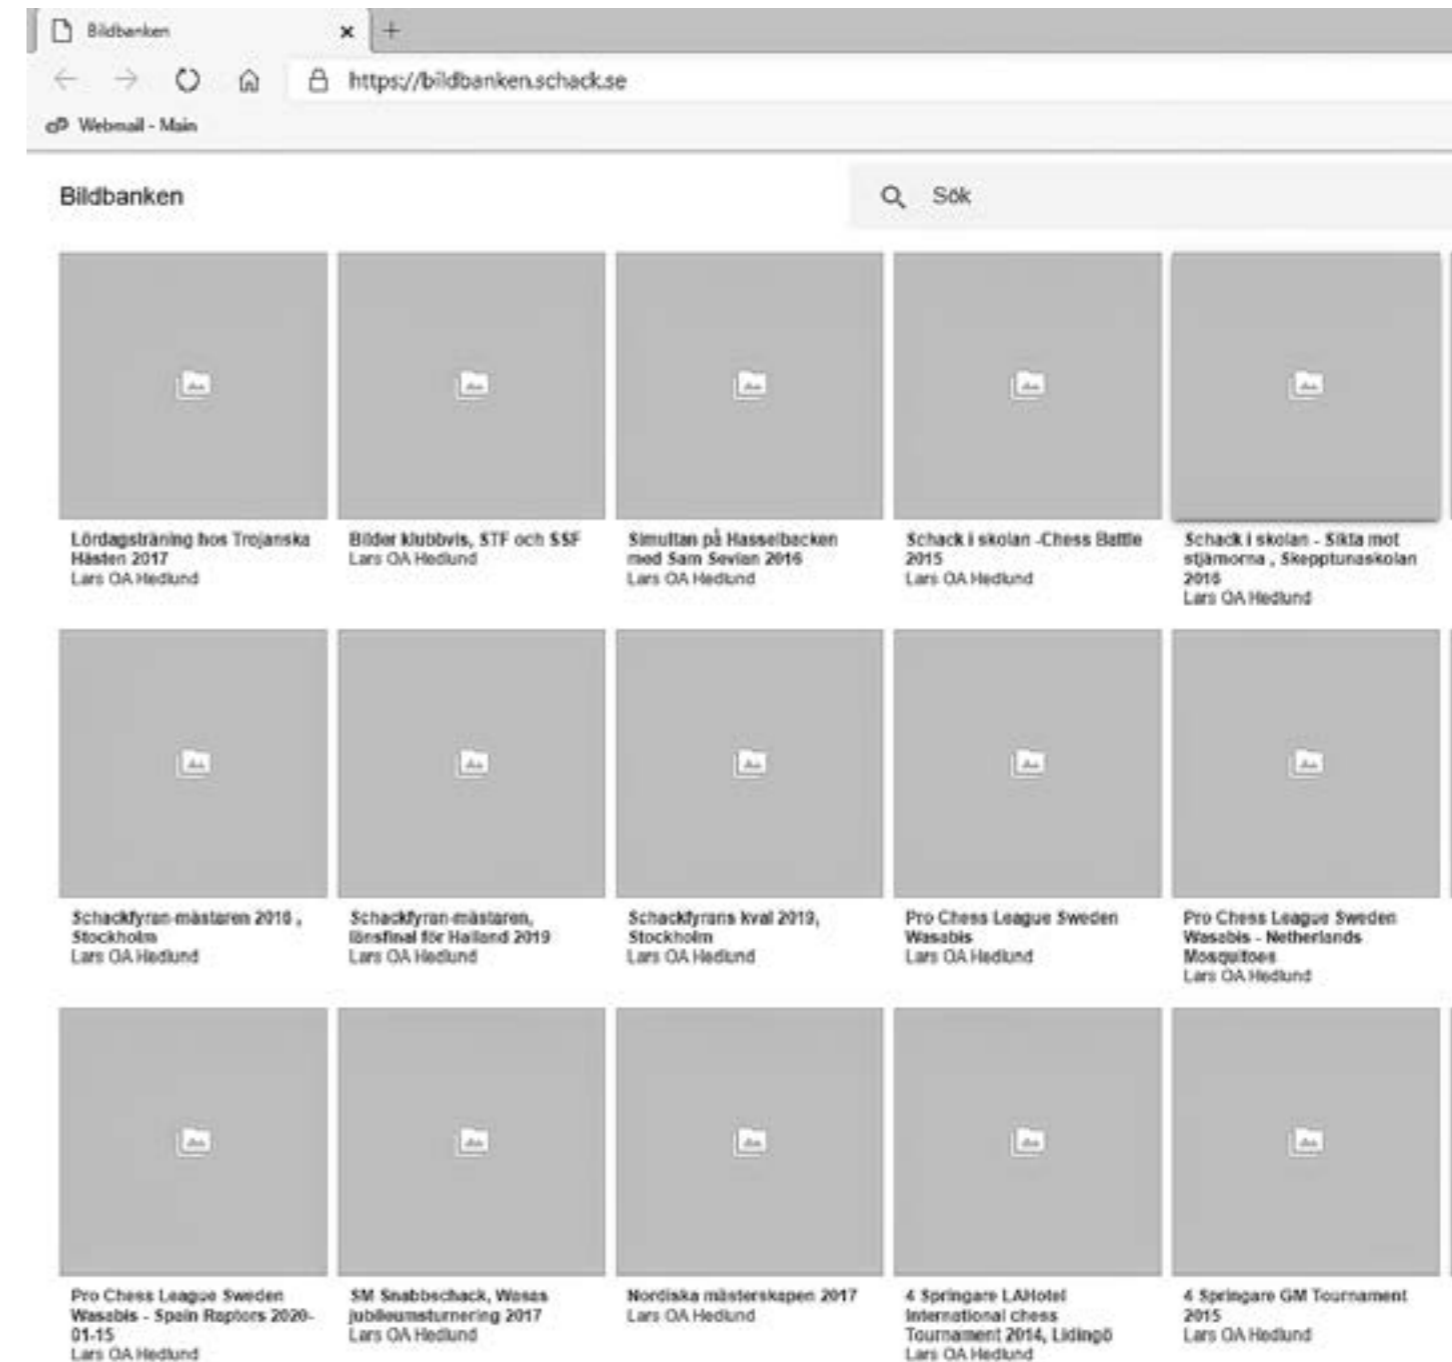 Bildbanken
https://bildbanken.schack.se
Webmail - Main
Bildbanken
Sök
Lördagsträning hos Trojanska
Hästen 2017
Lars OA Hedlund
Bilder klubbvis, STF och SSF
Lars OA Hedlund
Simultan på Hasselbacken
med Sam Sevian 2016
Lars OA Hedlund
Schack i skolan -Chess Battle
2015
Lars OA Hedlund
Schack i skolan - Sikta mot
stjärnorna , Skepptunaskolan
2016
Lars OA Hedlund
Schackfyran-mästaren 2016 ,
Stockholm
Lars OA Hedlund
Schackfyran-mästaren,
länsfinal för Halland 2019
Lars OA Hedlund
Schackfyrans kval 2019,
Stockholm
Lars OA Hedlund
Pro Chess League Sweden
Wasabis
Lars OA Hedlund
Pro Chess League Sweden
Wasabis - Netherlands
Mosquitoes
Lars OA Hedlund
Pro Chess League Sweden
Wasabis - Spain Raptors 2020-
01-15
Lars OA Hedlund
SM Snabbschack, Wasas
jubileumsturnering 2017
Lars OA Hedlund
Nordiska mästerskapen 2017
Lars OA Hedlund
4 Springare LAHotel
International chess
Tournament 2014, Lidingö
Lars OA Hedlund
4 Springare GM Tournament
2015
Lars OA Hedlund